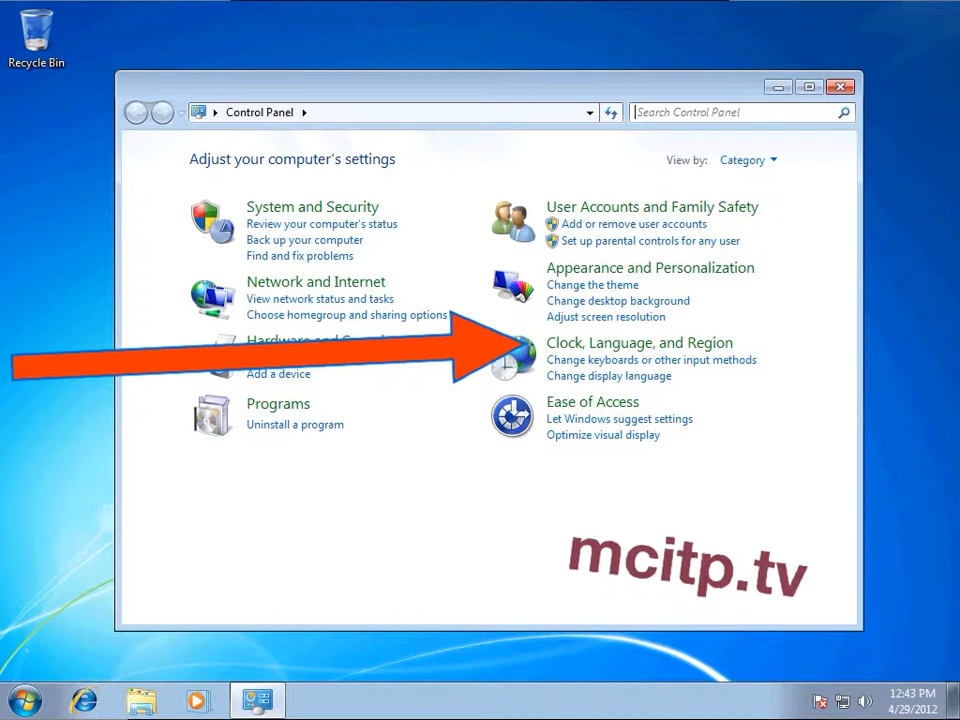 Recycle Bin
Control Panel
Search Control Panel
Adjust your computer's settings
View by: Category
System and Security
Review your computer's status
Back up your computer
Find and fix problems
Network and Internet
View network status and tasks
Choose homegroup and sharing options
Hardware and
Add a device
Programs
Uninstall a program
User Accounts and Family Safety
Add or remove user accounts
Set up parental controls for any user
Appearance and Personalization
Change the theme
Change desktop background
Adjust screen resolution
Clock, Language, and Region
Change keyboards or other input methods
Change display language
Ease of Access
Let Windows suggest settings
Optimize visual display
mcitp.tv
12:43 PM
4/29/2012